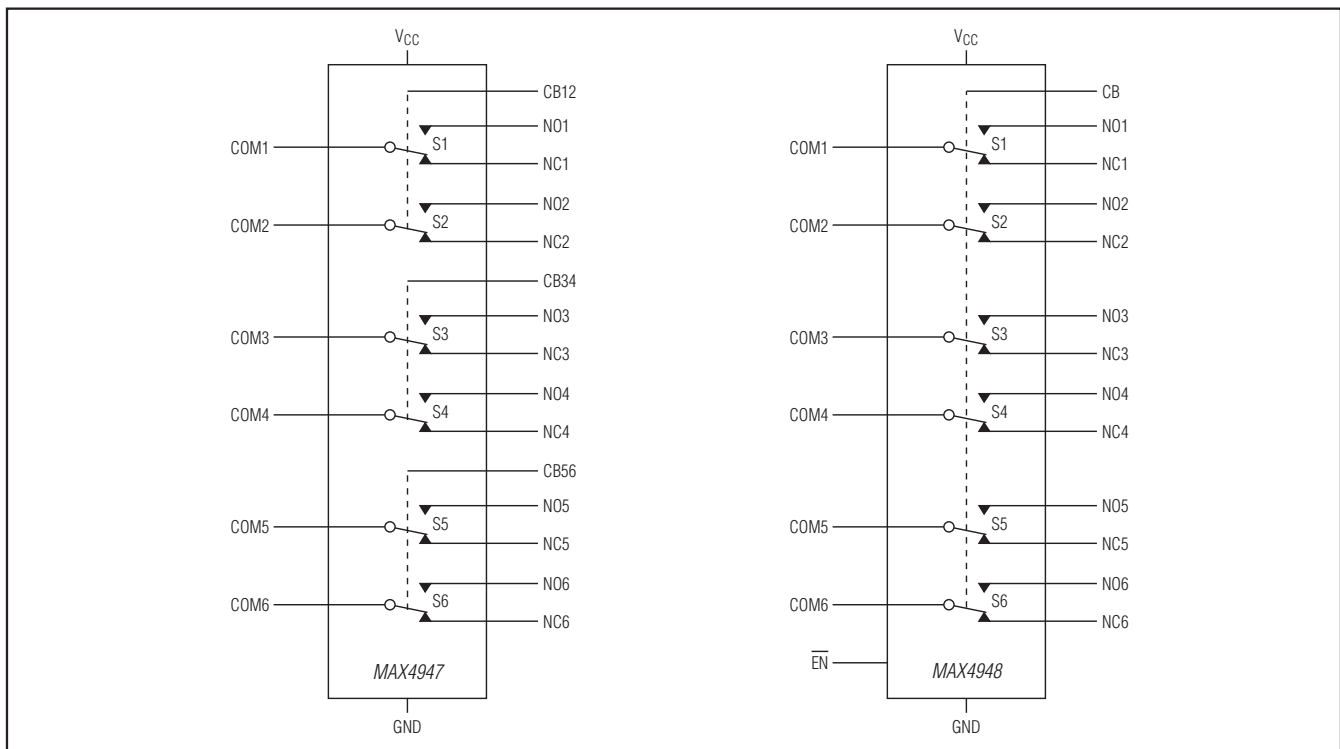 VCC
CB12
NO1
COM1
S1
NC1
NO2
COM2
S2
NC2
CB34
NO3
COM3
S3
NC3
NO4
COM4
S4
NC4
CB56
NO5
COM5
S5
NC5
NO6
COM6
S6
NC6
MAX4947
GND
VCC
CB
NO1
COM1
S1
NC1
NO2
COM2
S2
NC2
NO3
COM3
S3
NC3
NO4
COM4
S4
NC4
NO5
COM5
S5
NC5
NO6
COM6
S6
NC6
E̅N̅
MAX4948
GND